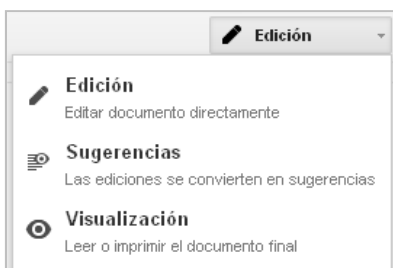 Edición
Edición
Editar documento directamente
Sugerencias
Las ediciones se convierten en sugerencias
Visualización
Leer o imprimir el documento final